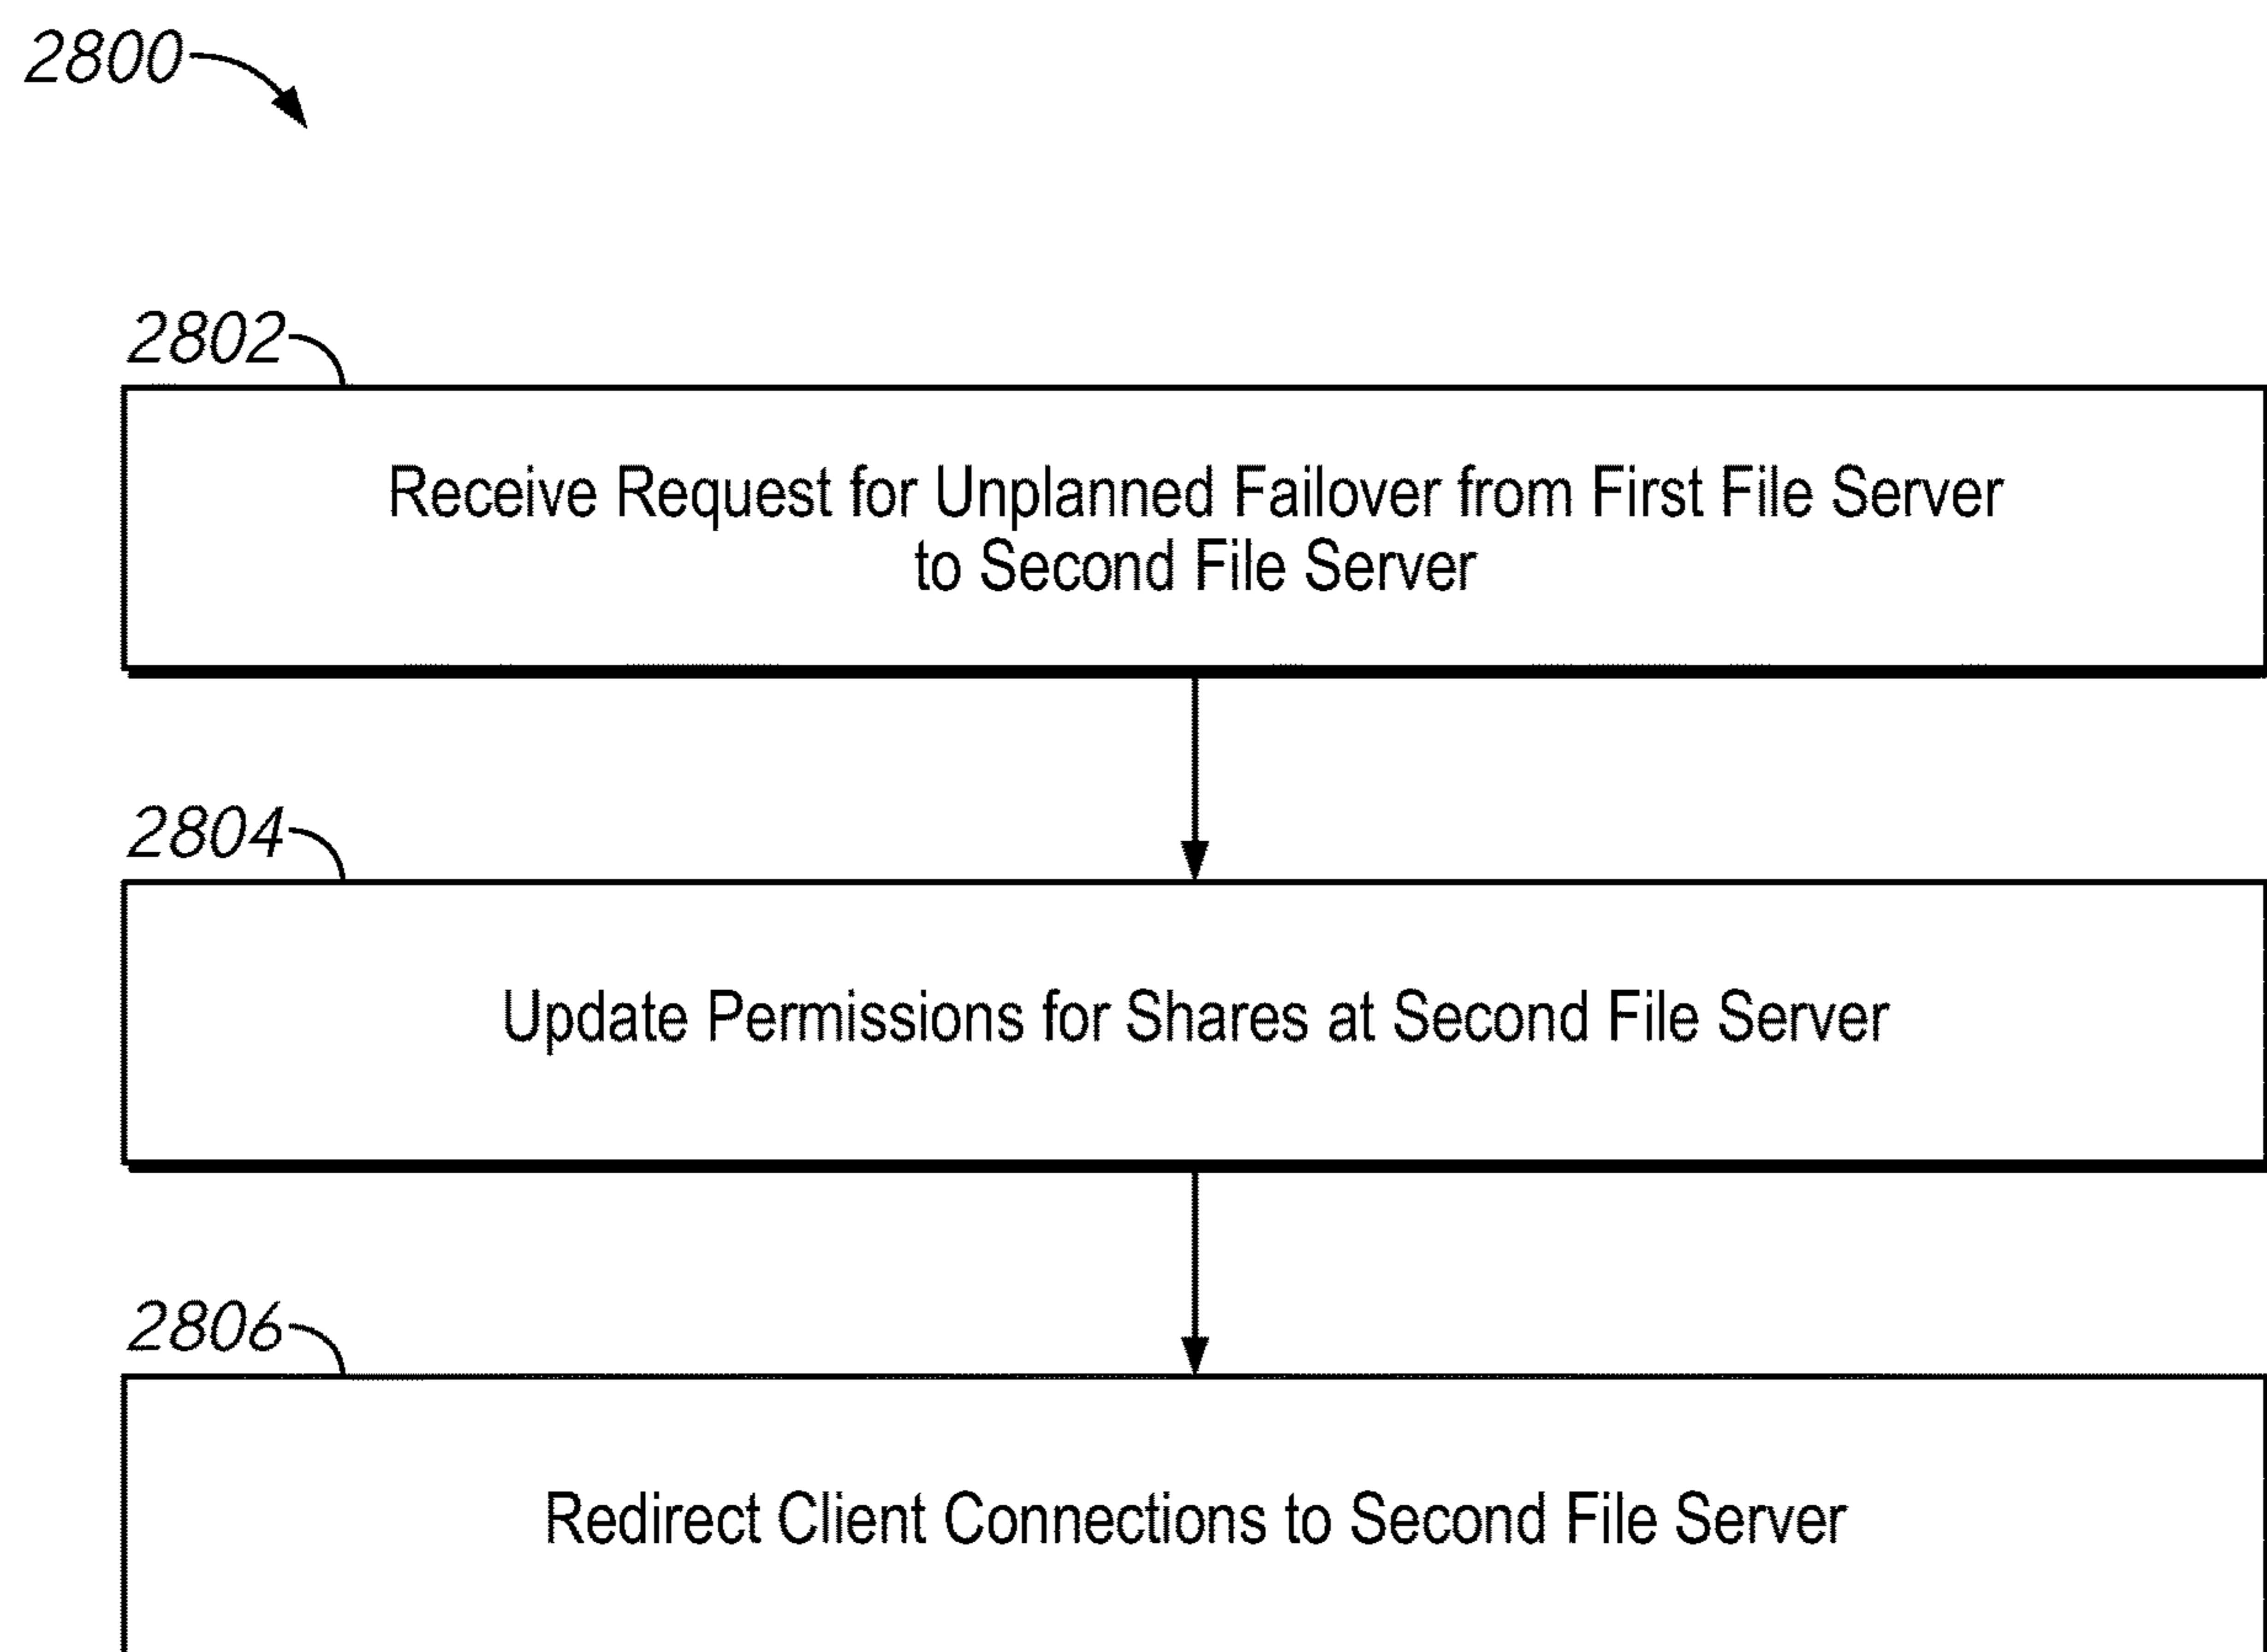 2800
2802
Receive Request for Unplanned Failover from First File Server
to Second File Server
2804
Update Permissions for Shares at Second File Server
2806
Redirect Client Connections to Second File Server